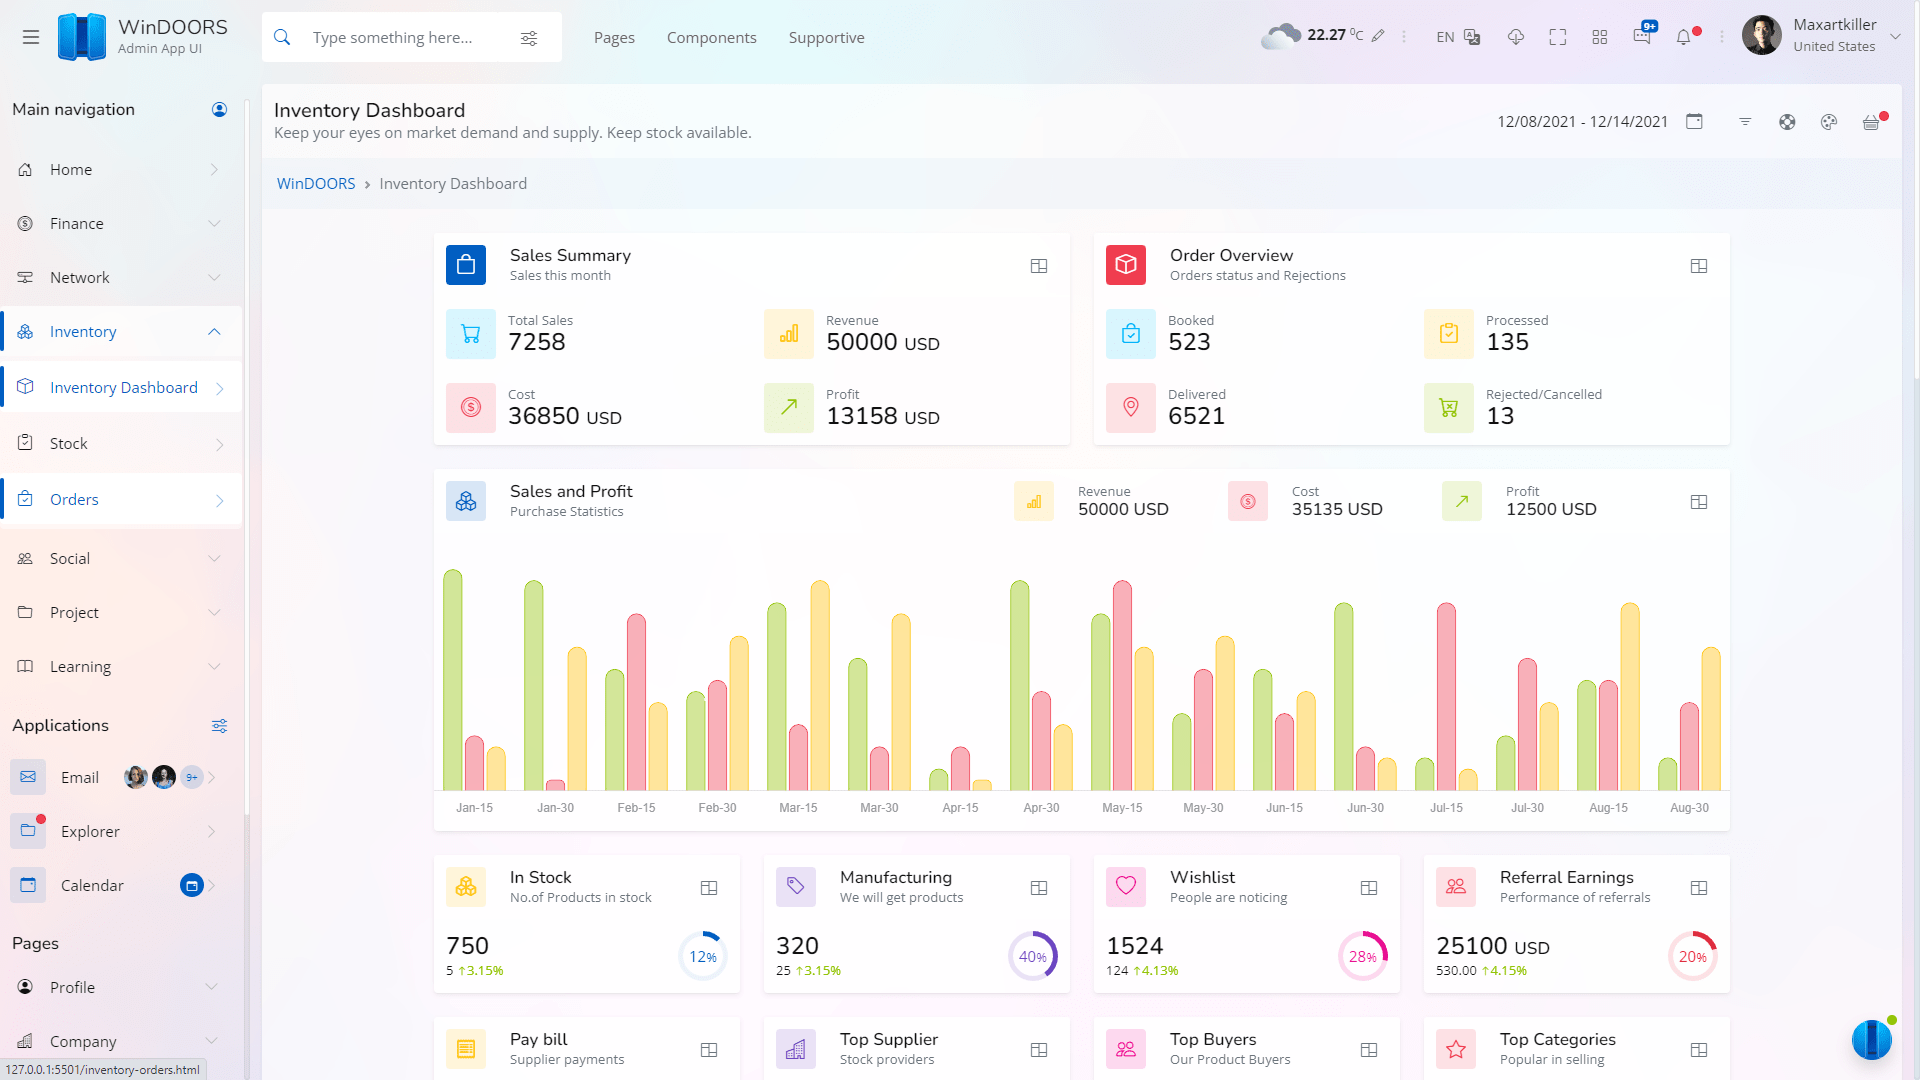 WinDOORS
Admin App UI
Type something here...
Pages
Components
Supportive
22.27 °C
EN
9+
Maxartkiller
United States
Main navigation
Home
Finance
Network
Inventory
Inventory Dashboard
Stock
Orders
Social
Project
Learning
Applications
Email
9+
Explorer
Calendar
Pages
Profile
Company
127.0.0.1:5501/inventory-orders.html
Inventory Dashboard
Keep your eyes on market demand and supply. Keep stock available.
12/08/2021 - 12/14/2021
WinDOORS › Inventory Dashboard
Sales Summary
Sales this month
Total Sales
7258
Revenue
50000 USD
Cost
36850 USD
Profit
13158 USD
Order Overview
Orders status and Rejections
Booked
523
Processed
135
Delivered
6521
Rejected/Cancelled
13
Sales and Profit
Purchase Statistics
Revenue
50000 USD
Cost
35135 USD
Profit
12500 USD
Jan-15 Jan-30 Feb-15 Feb-30 Mar-15 Mar-30 Apr-15 Apr-30 May-15 May-30 Jun-15 Jun-30 Jul-15 Jul-30 Aug-15 Aug-30
In Stock
No.of Products in stock
750
5 ↑3.15%
12%
Manufacturing
We will get products
320
25 ↑3.15%
40%
Wishlist
People are noticing
1524
124 ↑4.13%
28%
Referral Earnings
Performance of referrals
25100 USD
530.00 ↑4.15%
20%
Pay bill
Supplier payments
Top Supplier
Stock providers
Top Buyers
Our Product Buyers
Top Categories
Popular in selling